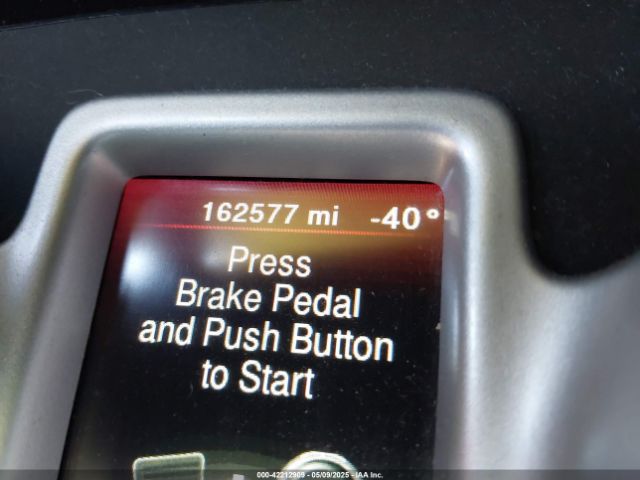 162577 mi -40°
Press
Brake Pedal
and Push Button
to Start
000-42212909 - 05/09/2025 - IAA Inc.